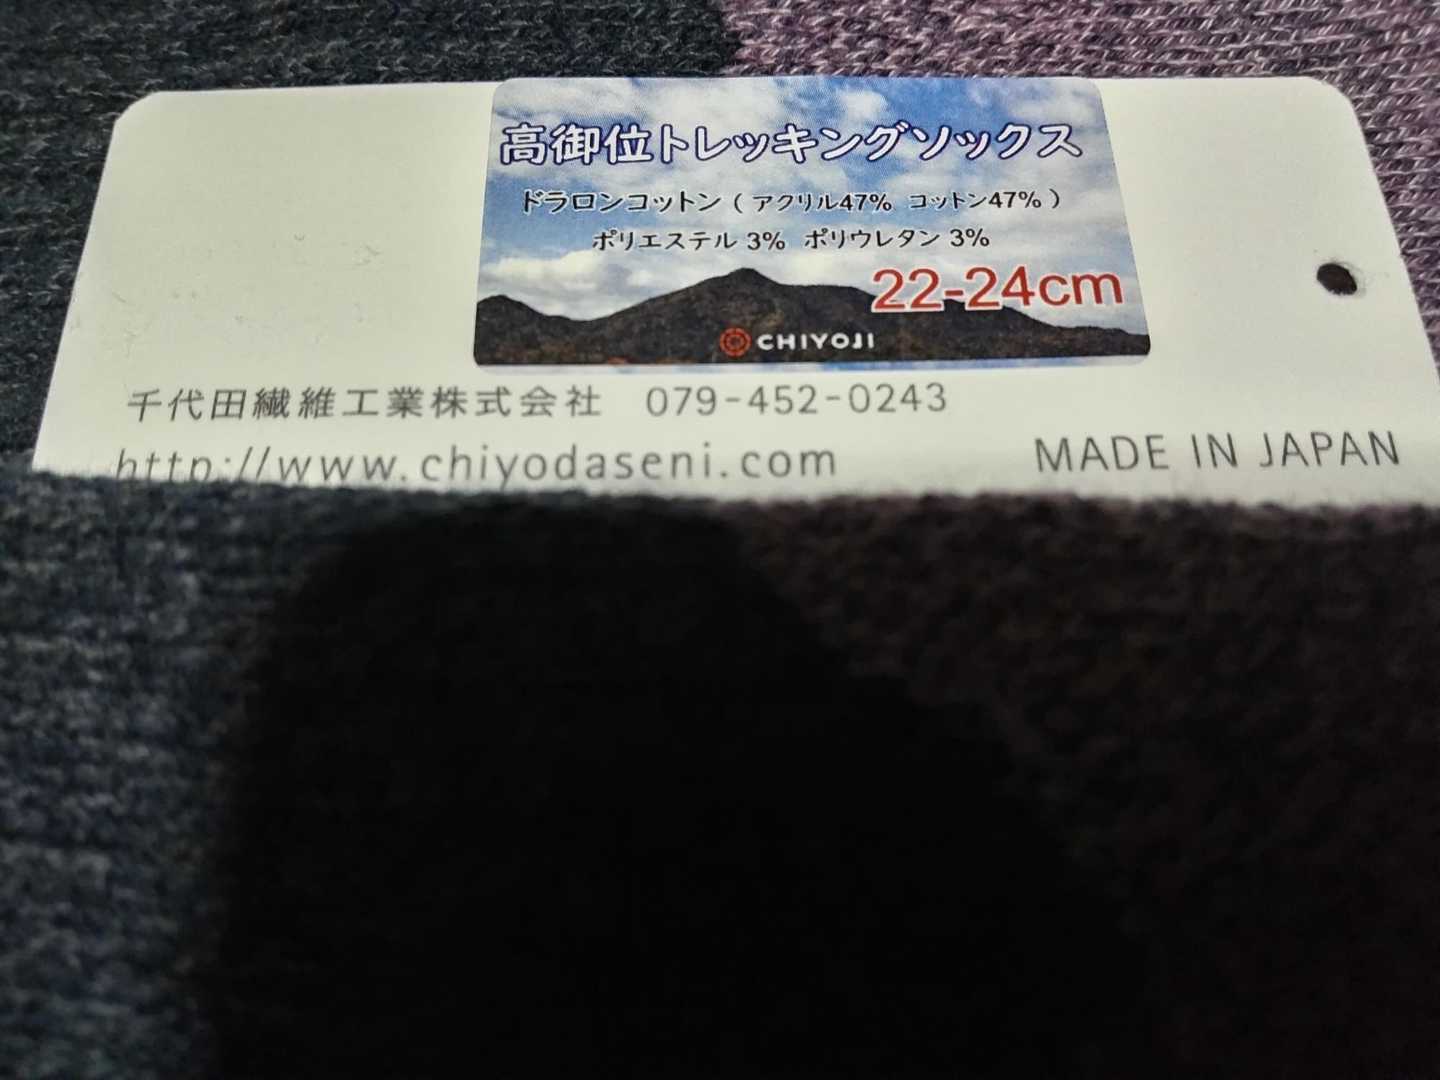 高御位トレッキングソックス
ドラロンコットン ( アクリル47% コットン47% )
ポリエステル 3% ポリウレタン 3%
22-24cm
CHIYOJI
千代田繊維工業株式会社 079-452-0243
http://www.chiyodaseni.com
MADE IN JAPAN